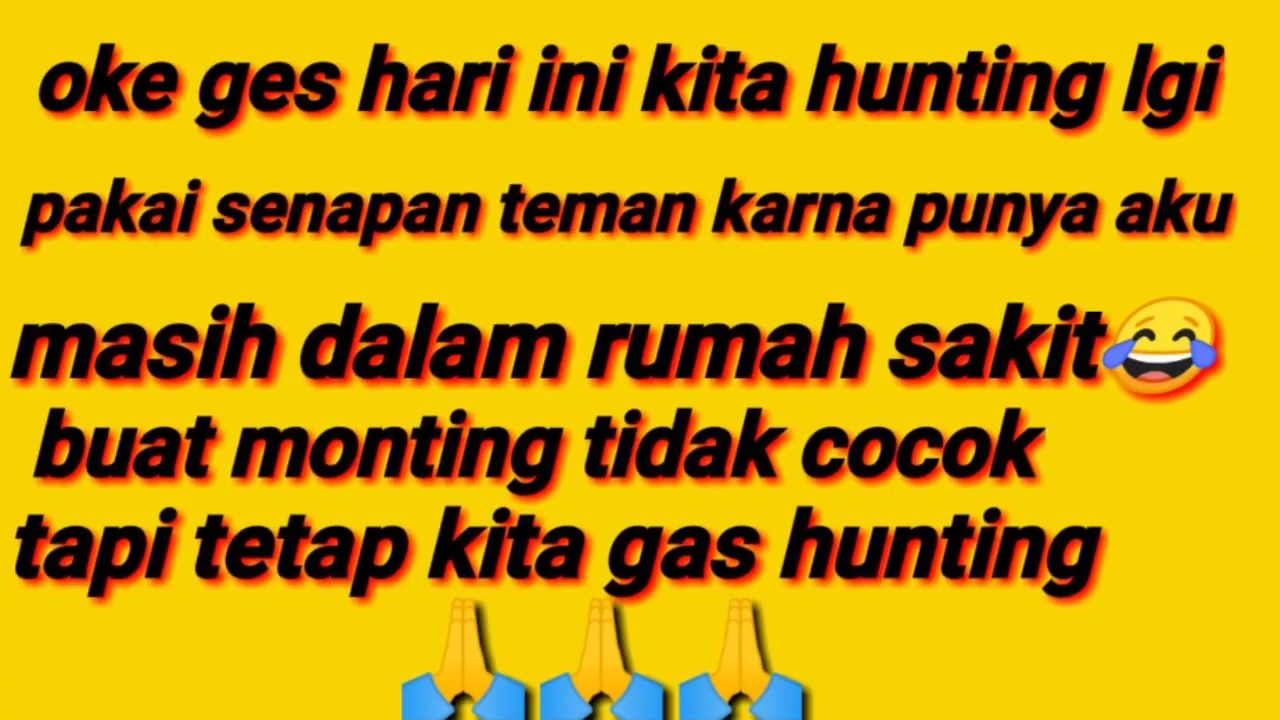 oke ges hari ini kita hunting lgi
pakai senapan teman karna punya aku
masih dalam rumah sakit😂
buat monting tidak cocok
tapi tetap kita gas hunting
🙏🙏🙏